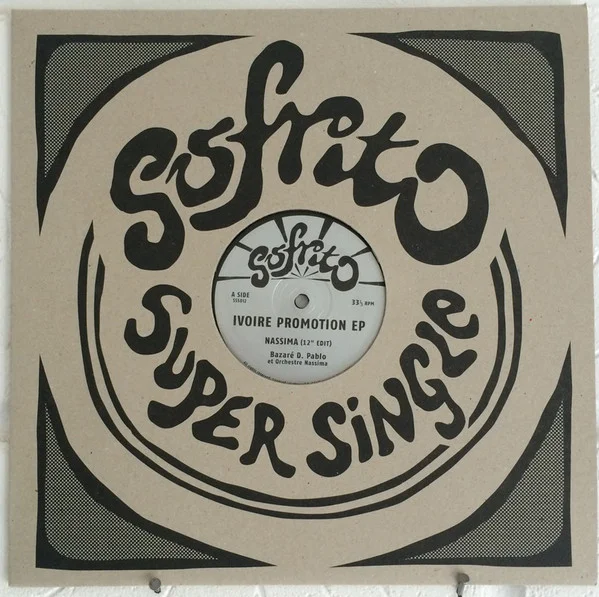 Sofrito
Sofrito
A SIDE
33⅓ RPM
IVOIRE PROMOTION EP
NASSIMA (12" EDIT)
Bazaré D. Pablo
et Orchestre Nassima
SUPER SiNGle